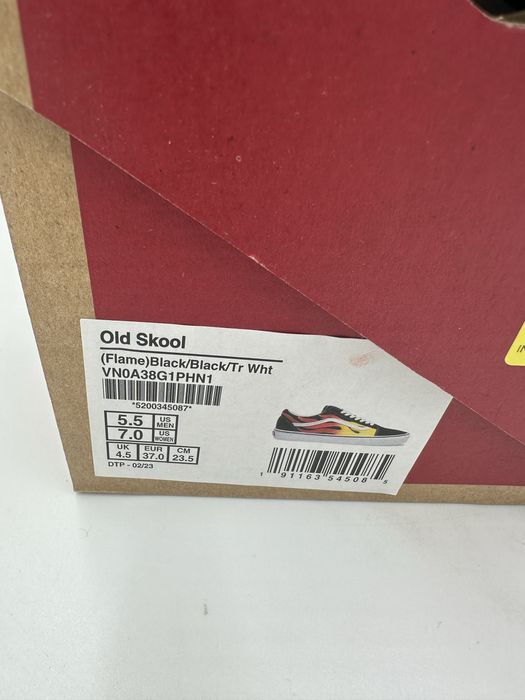 Old Skool
(Flame)Black/Black/Tr Wht
VN0A38G1PHN1
*5200345087*
5.5 US MEN
7.0 US WOMEN
UK EUR CM
4.5 37.0 23.5
DTP - 02/23
1 91163 54508 5